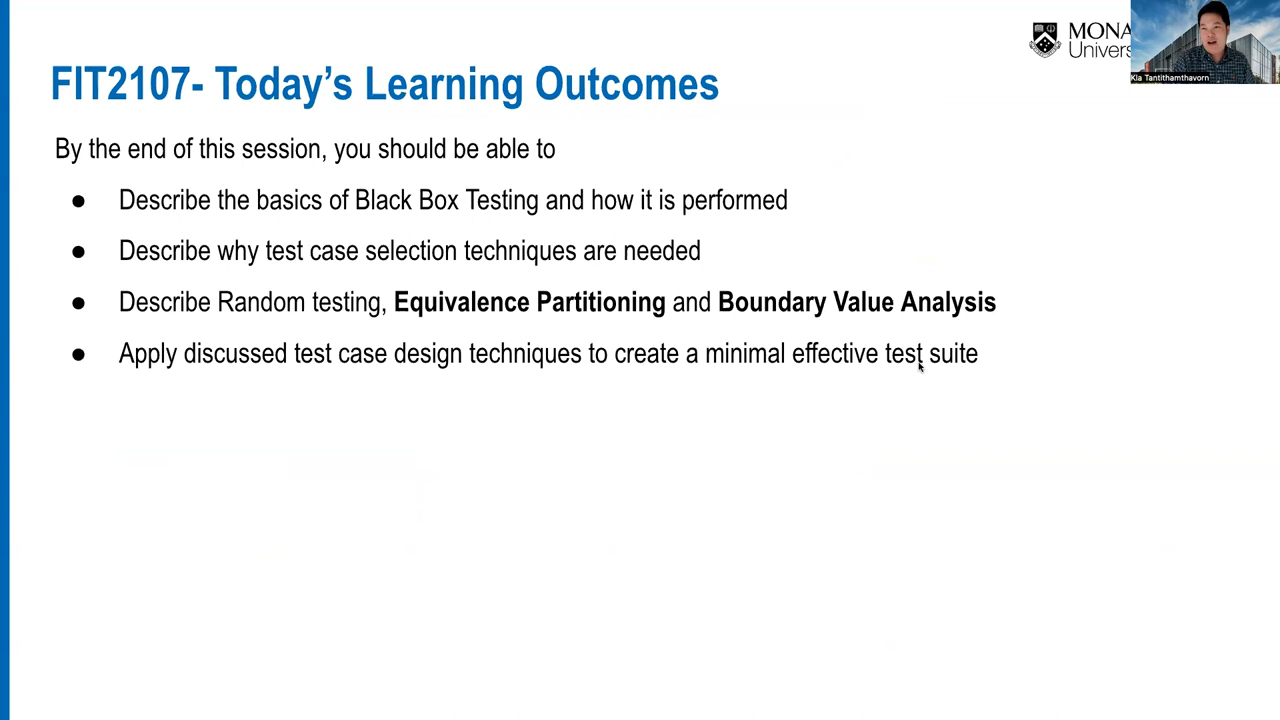 MONA
Univers
Kla Tantithamthavorn
FIT2107- Today's Learning Outcomes
By the end of this session, you should be able to
● Describe the basics of Black Box Testing and how it is performed
● Describe why test case selection techniques are needed
● Describe Random testing, Equivalence Partitioning and Boundary Value Analysis
● Apply discussed test case design techniques to create a minimal effective test suite